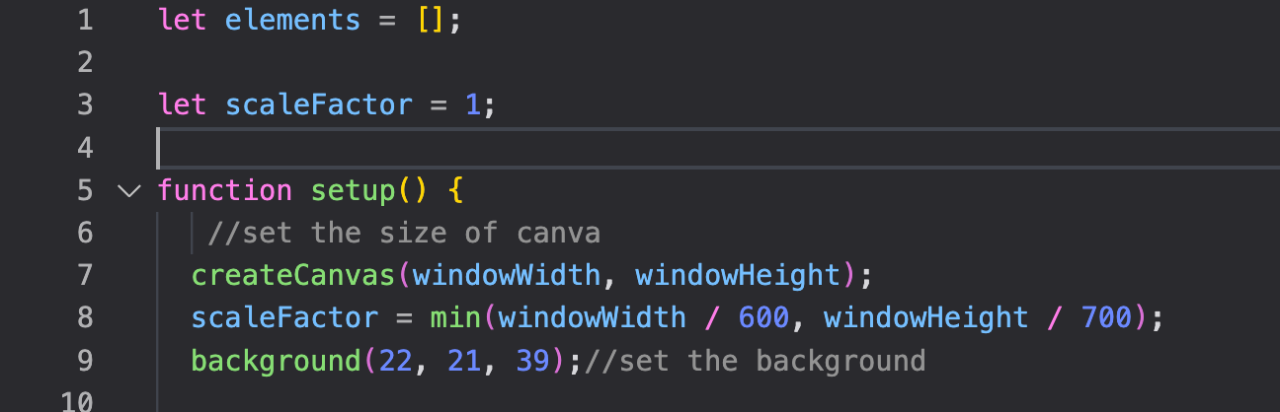 1 let elements = [];
2
3 let scaleFactor = 1;
4
5 function setup() {
6 //set the size of canva
7 createCanvas(windowWidth, windowHeight);
8 scaleFactor = min(windowWidth / 600, windowHeight / 700);
9 background(22, 21, 39);//set the background
10